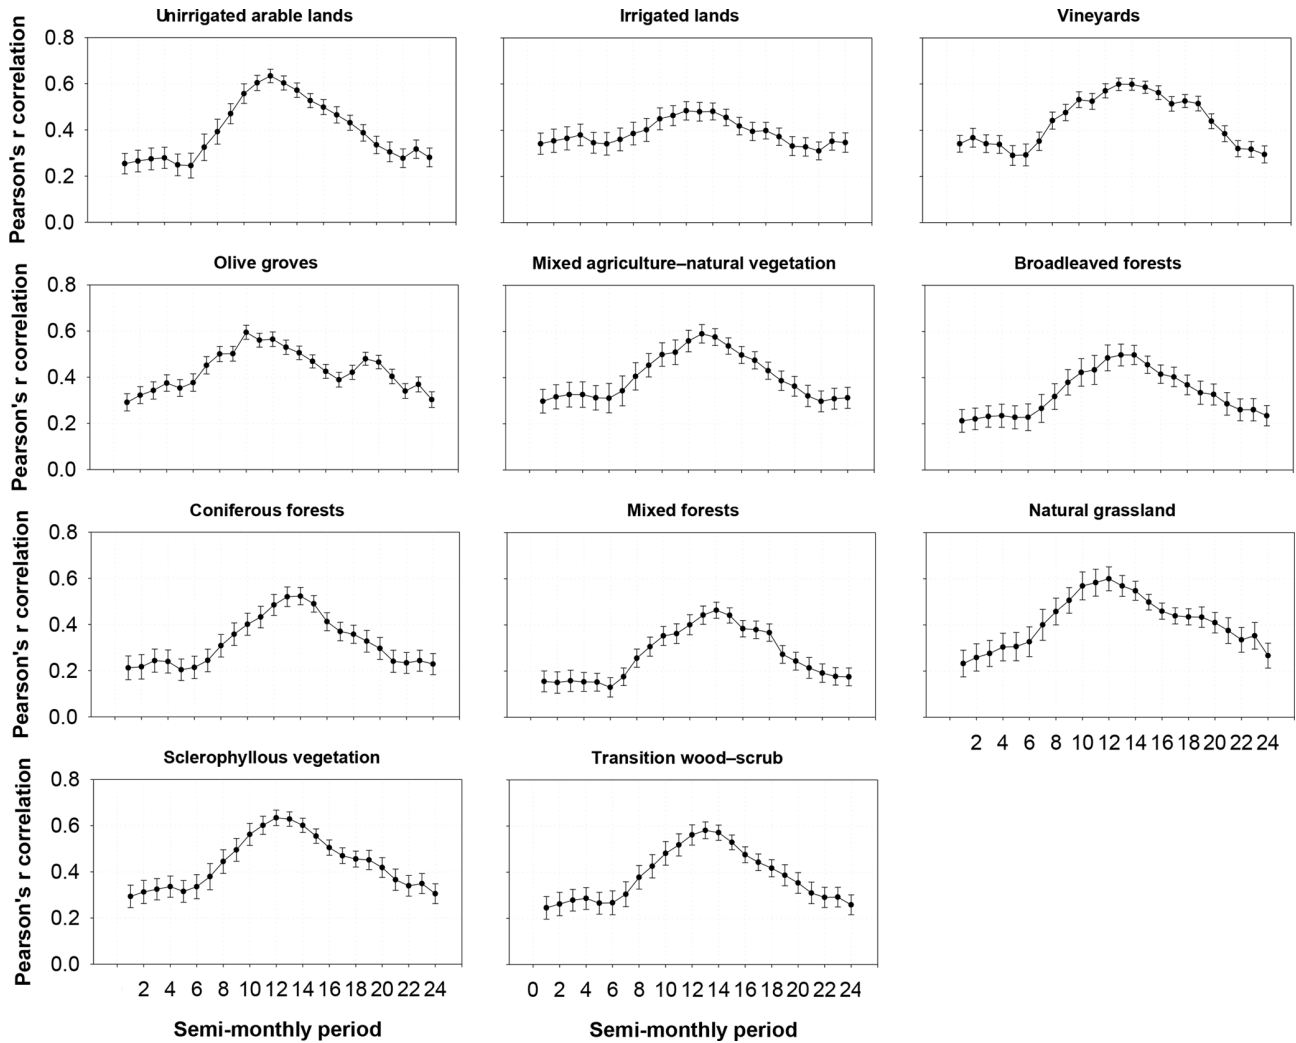 Unirrigated arable lands
Irrigated lands
Vineyards
Pearson's r correlation
0.8
0.6
0.4
0.2
0.0
Olive groves
Mixed agriculture–natural vegetation
Broadleaved forests
Pearson's r correlation
0.8
0.6
0.4
0.2
0.0
Coniferous forests
Mixed forests
Natural grassland
Pearson's r correlation
0.8
0.6
0.4
0.2
0.0
2 4 6 8 10 12 14 16 18 20 22 24
Sclerophyllous vegetation
Transition wood–scrub
Pearson's r correlation
0.8
0.6
0.4
0.2
0.0
2 4 6 8 10 12 14 16 18 20 22 24
0 2 4 6 8 10 12 14 16 18 20 22 24
Semi-monthly period
Semi-monthly period